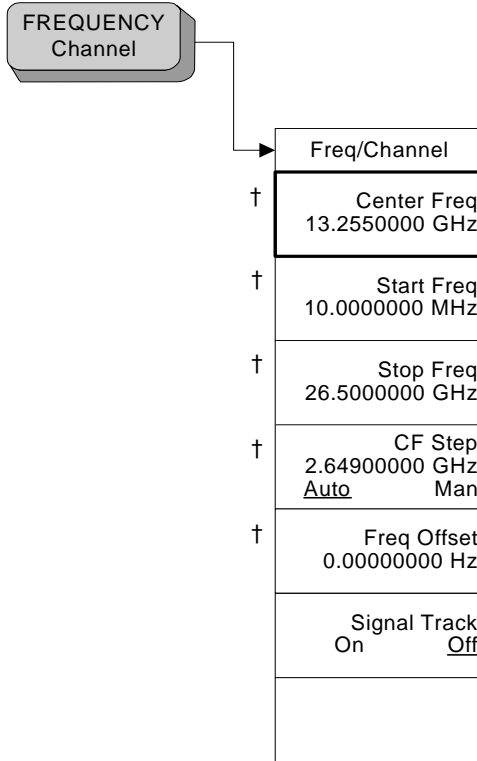 FREQUENCY
Channel
Freq/Channel
† Center Freq
13.2550000 GHz
† Start Freq
10.0000000 MHz
† Stop Freq
26.5000000 GHz
† CF Step
2.64900000 GHz
Auto Man
† Freq Offset
0.00000000 Hz
Signal Track
On Off